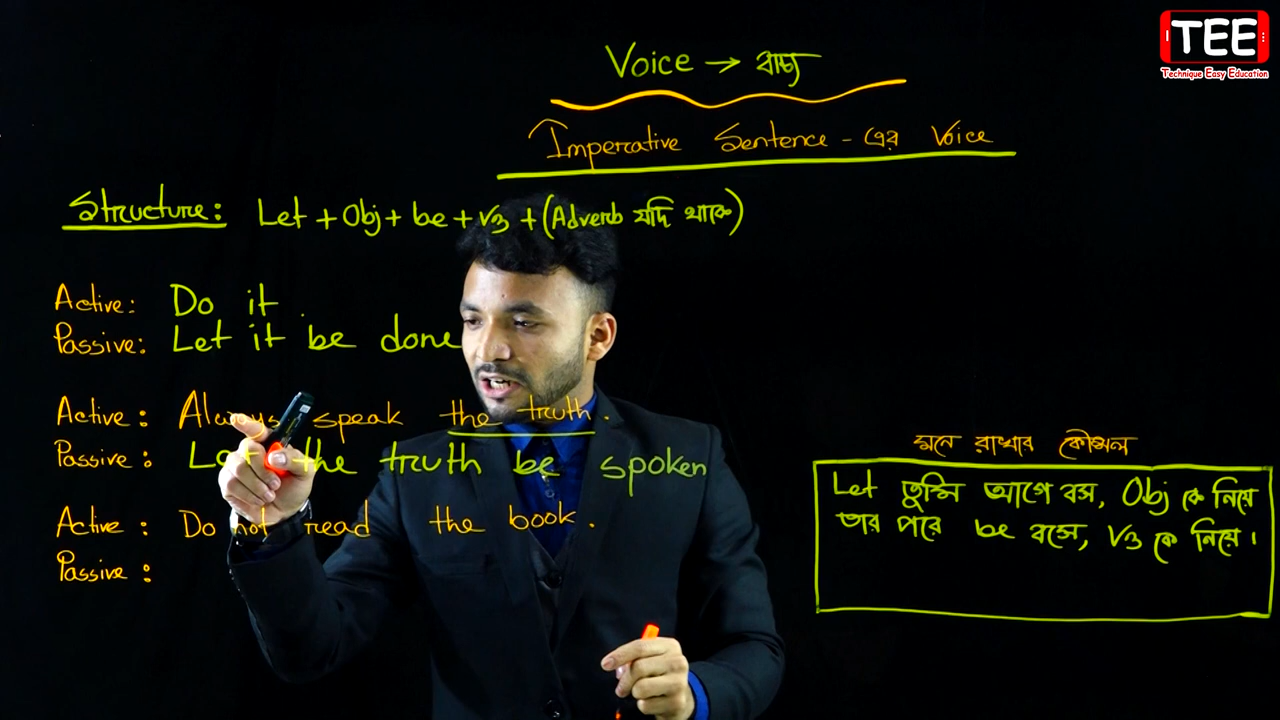 TEE
Technique Easy Education
Voice → বাচ্য
Imperative Sentence - এর Voice
Structure: Let + Obj + be + V3 + (Adverb যদি থাকে)
Active: Do it
Passive: Let it be done
Active: Always speak the truth.
Passive: Let the truth be spoken
Active: Do not read the book.
Passive:
মনে রাখার কৌশল
Let তুমি আগে বস, Obj কে নিয়ে
তার পরে be বসে, V3 কে নিয়ে।